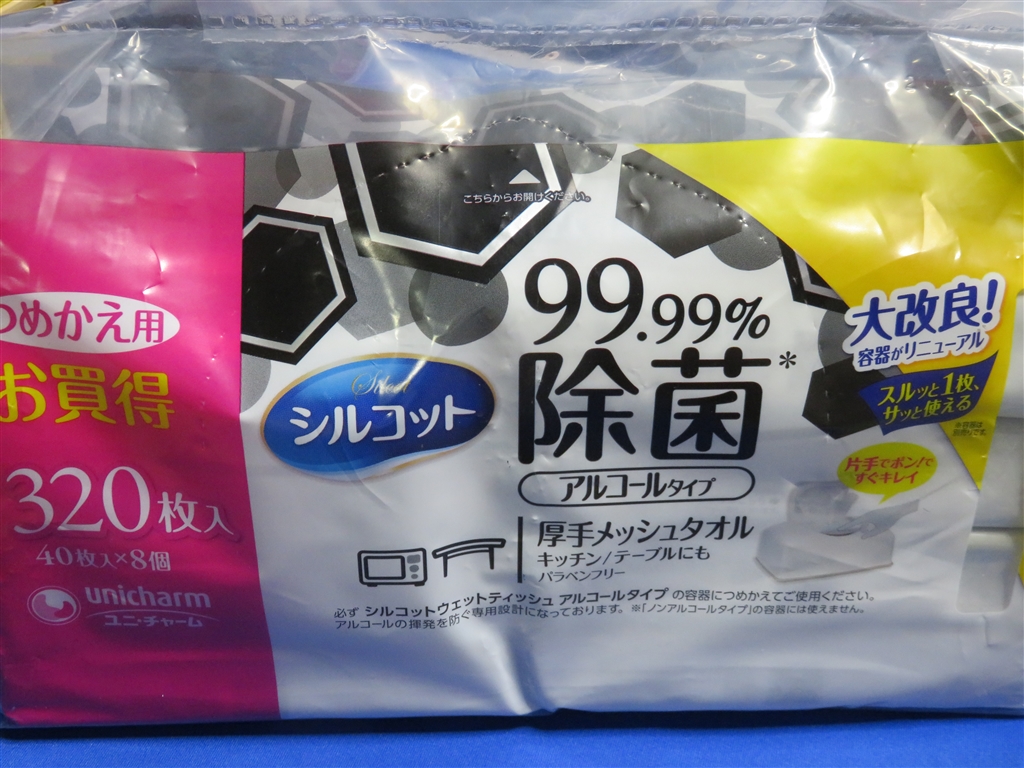 こちらからお開けください。
つめかえ用
お買得
320枚入
40枚入×8個
unicharm
ユニ・チャーム
Silcot
シルコット
99.99%
除菌*
アルコールタイプ
厚手メッシュタオル
キッチン/テーブルにも
パラベンフリー
必ず シルコットウェットティッシュ アルコールタイプ の容器につめかえてご使用ください。
アルコールの揮発を防ぐ専用設計になっております。※「ノンアルコールタイプ」の容器には使えません。
大改良!
容器がリニューアル
スルッと1枚、
サッと使える
※容器は
別売りです。
片手でポン!で
すぐキレイ